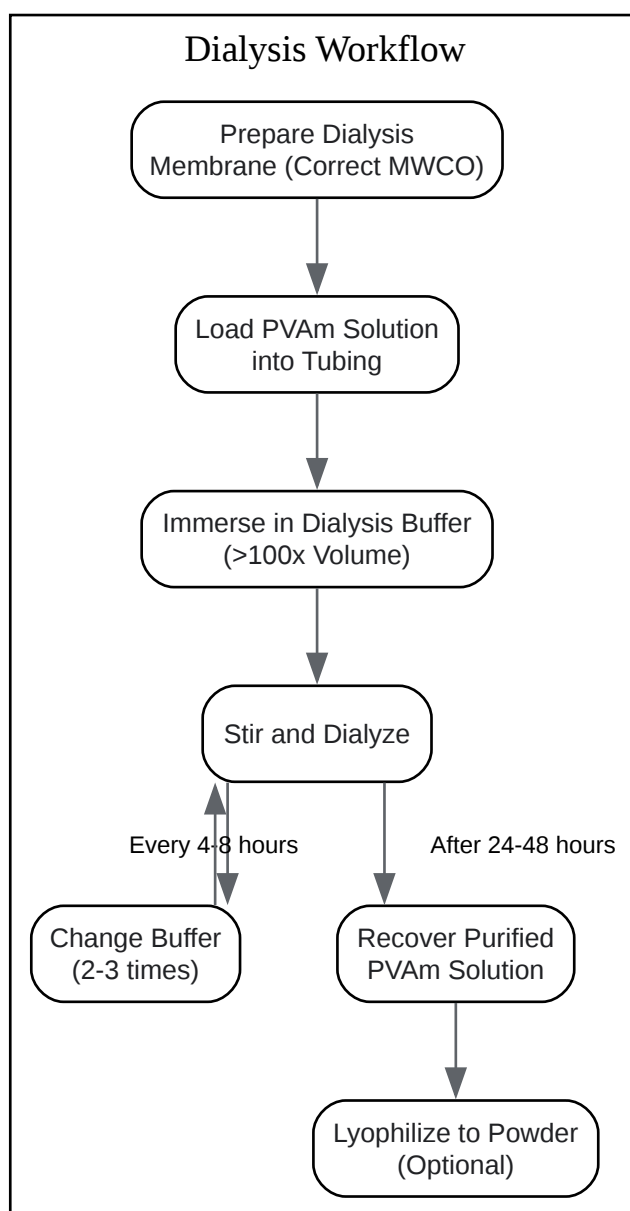 Dialysis Workflow
Prepare Dialysis
Membrane (Correct MWCO)
Load PVAm Solution
into Tubing
Immerse in Dialysis Buffer
(>100x Volume)
Stir and Dialyze
Every 4-8 hours
After 24-48 hours
Change Buffer
(2-3 times)
Recover Purified
PVAm Solution
Lyophilize to Powder
(Optional)